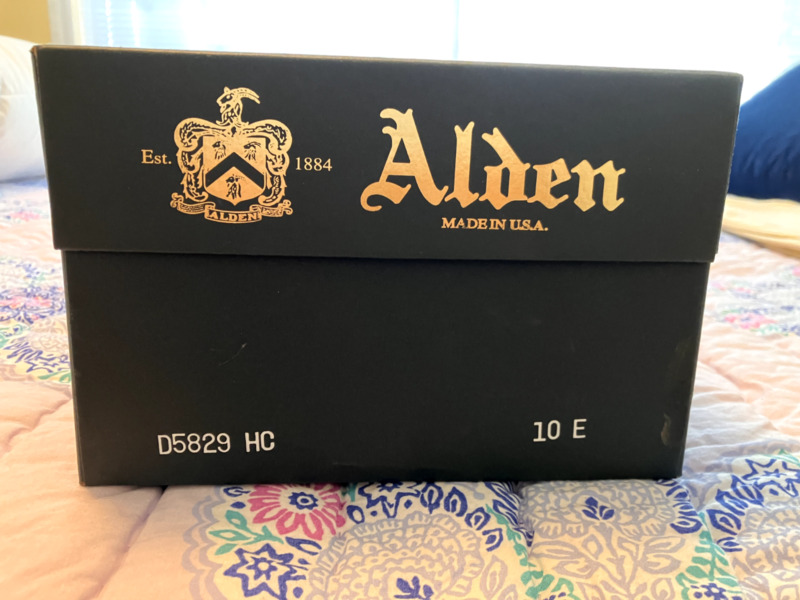 Est. 1884
ALDEN
Alden
MADE IN U.S.A.
D5829 HC 10 E